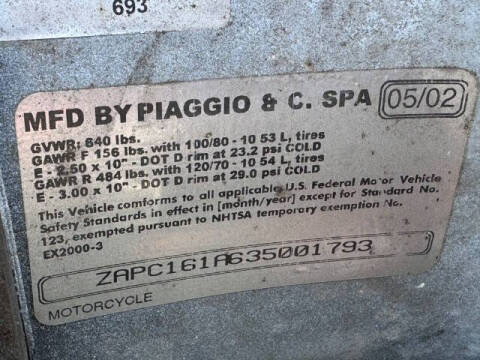 693
MFD BY PIAGGIO & C. SPA 05/02
GVWR: 640 lbs.
GAWR F 156 lbs. with 100/80 - 10 53 L, tires
E - 2.50 x 10" - DOT D rim at 23.2 psi COLD
GAWR R 484 lbs. with 120/70 - 10 54 L, tires
E - 3.00 x 10" - DOT D rim at 29.0 psi COLD
This Vehicle conforms to all applicable U.S. Federal Motor Vehicle
Safety Standards in effect [month/year] except for Standard No.
123, exempted pursuant to NHTSA temporary exemption No.
EX2000-3
ZAPC161A635001793
MOTORCYCLE